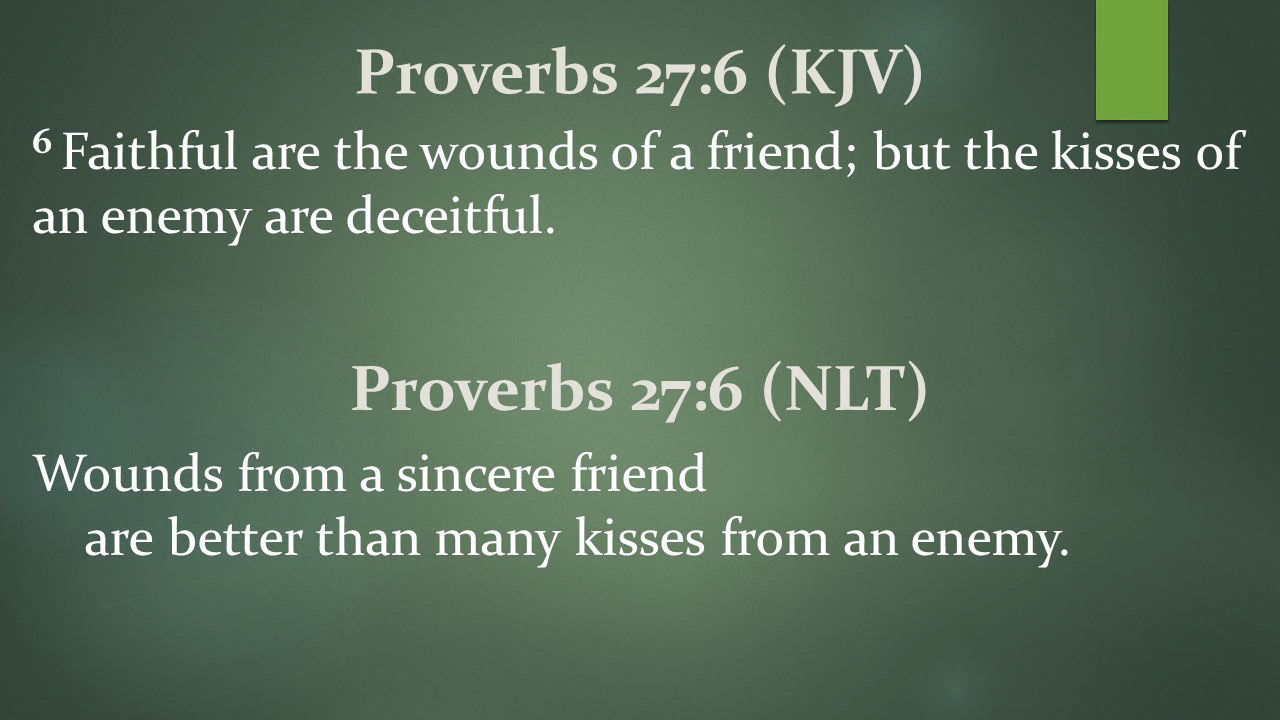 Proverbs 27:6 (KJV)
6 Faithful are the wounds of a friend; but the kisses of
an enemy are deceitful.
Proverbs 27:6 (NLT)
Wounds from a sincere friend
are better than many kisses from an enemy.